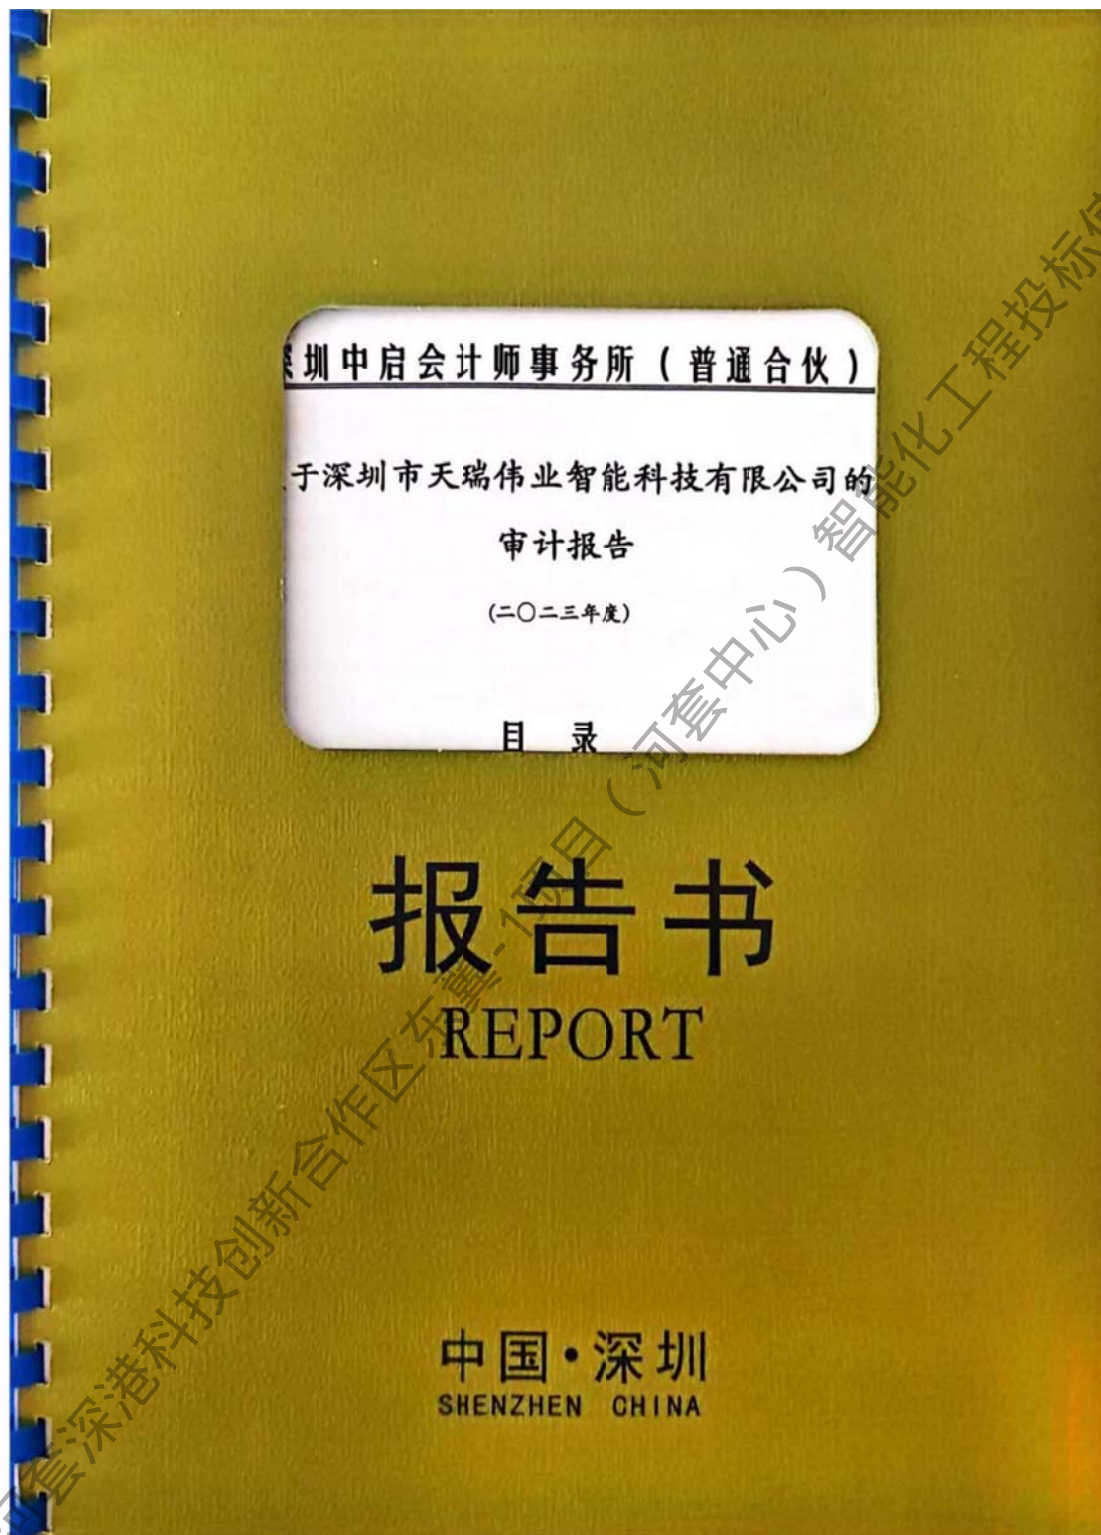 深圳中启会计师事务所（普通合伙）
于深圳市天瑞伟业智能科技有限公司的
审计报告
(二〇二三年度)
目 录
报告书
REPORT
中国·深圳
SHENZHEN CHINA
河套深港科技创新合作区东翼-1项目（河套中心）智能化工程投标